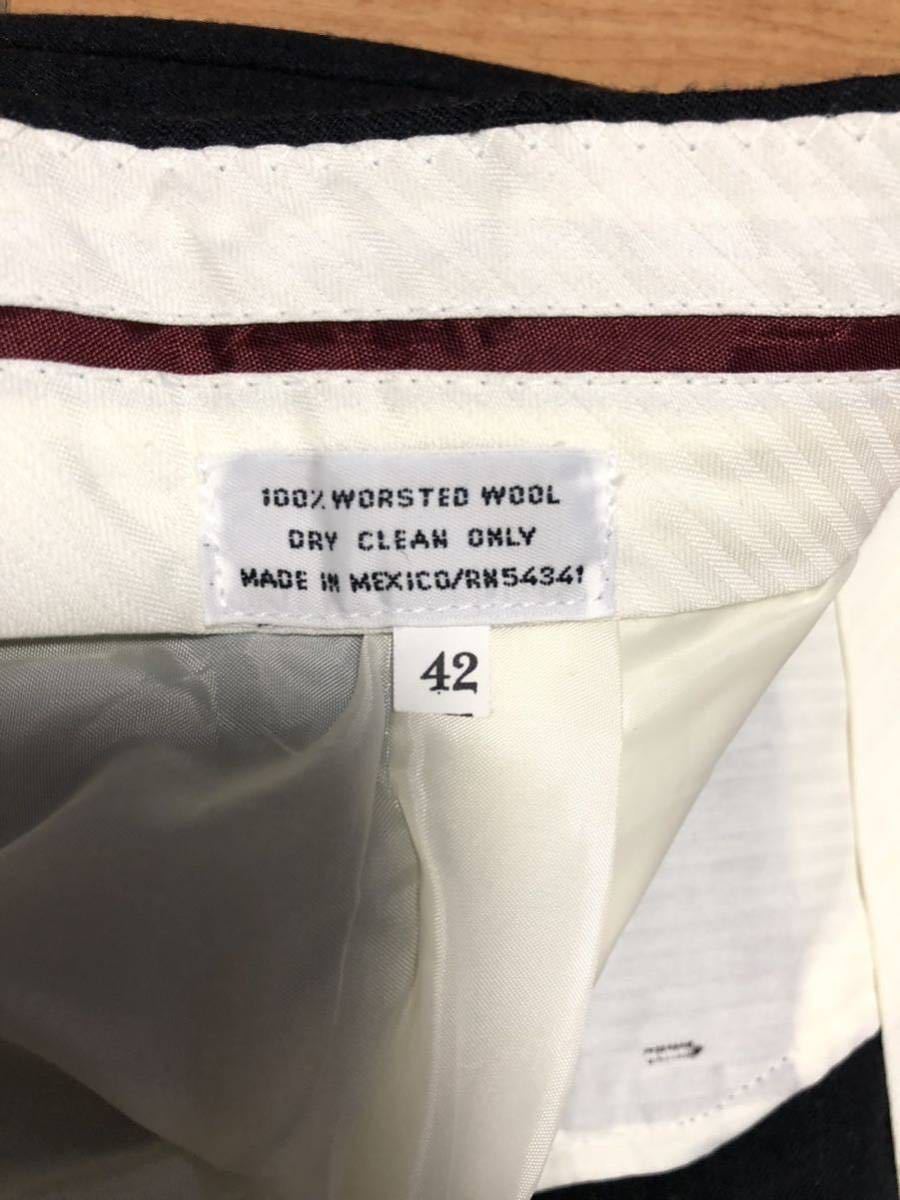 100% WORSTED WOOL
DRY CLEAN ONLY
MADE IN MEXICO/RN54341
42